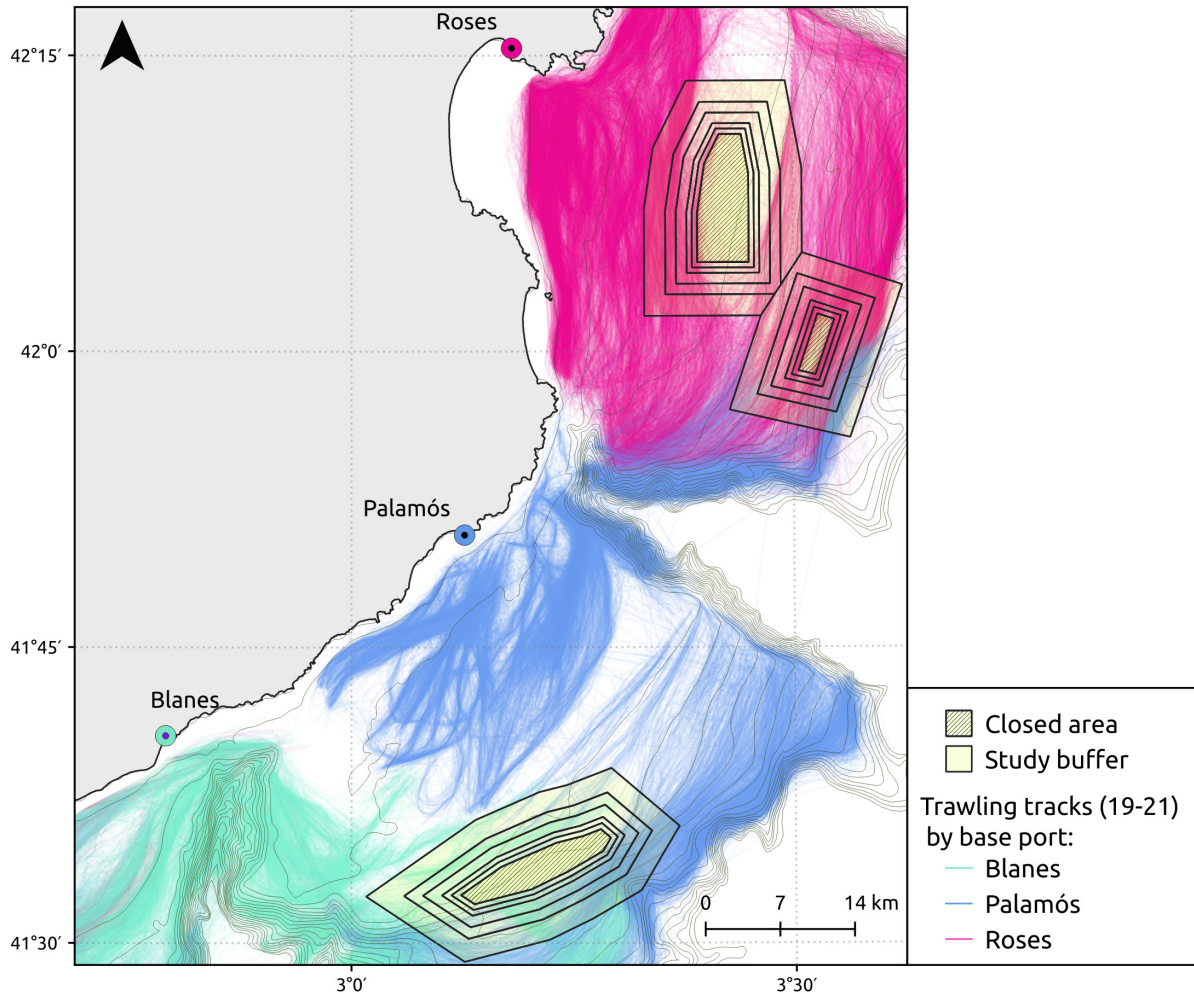 Roses
42°15′
42°0′
Palamós
41°45′
Blanes
Closed area
Study buffer
Trawling tracks (19-21)
by base port:
Blanes
Palamós
Roses
0 7 14 km
41°30′
3°0′ 3°30′